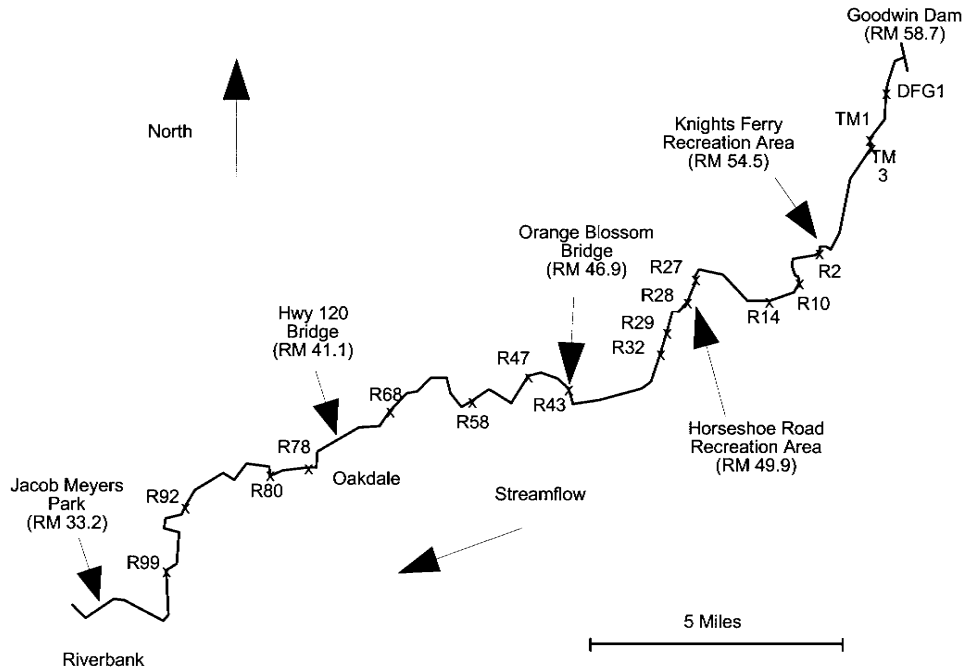 Goodwin Dam
(RM 58.7)
DFG1
TM1
TM
3
Knights Ferry
Recreation Area
(RM 54.5)
North
Orange Blossom
Bridge
(RM 46.9)
R27
R2
R28
R10
R14
Hwy 120
Bridge
(RM 41.1)
R29
R32
R47
R43
R68
R58
Horseshoe Road
Recreation Area
(RM 49.9)
R78
Oakdale
R80
Jacob Meyers
Park
(RM 33.2)
R92
Streamflow
R99
5 Miles
Riverbank